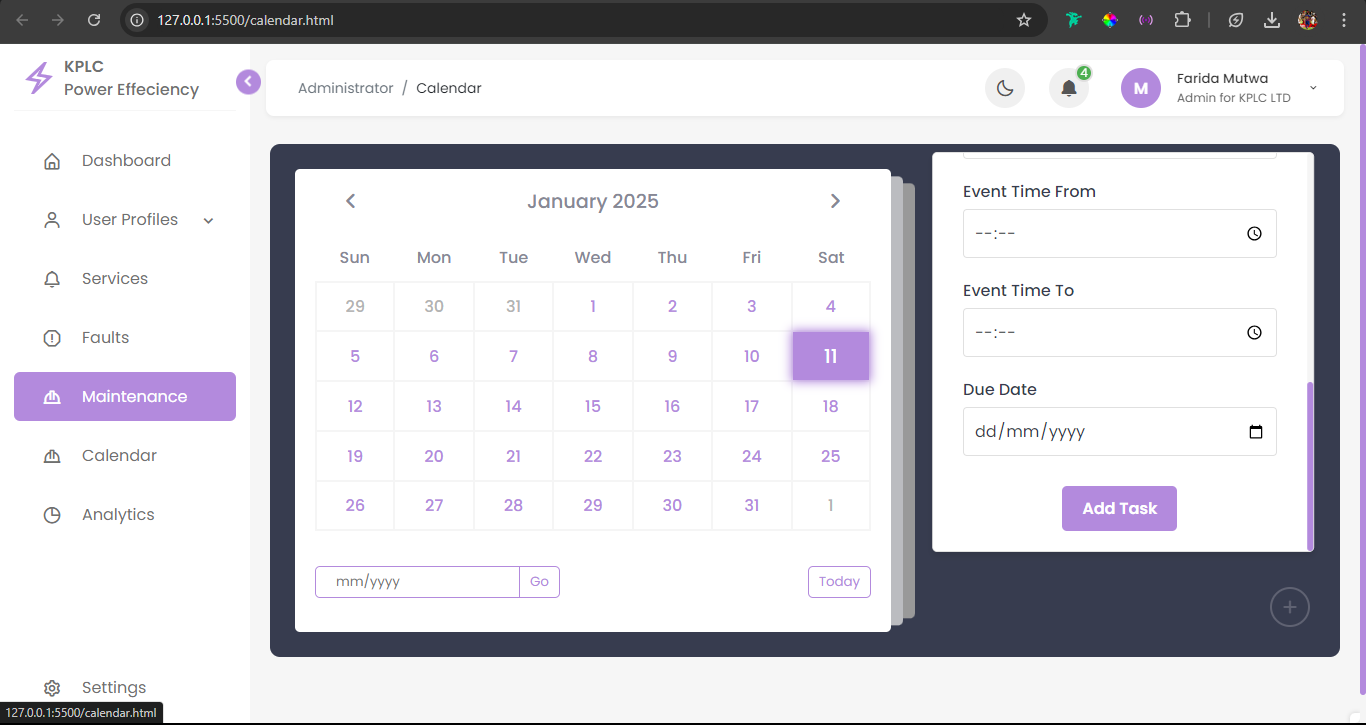 127.0.0.1:5500/calendar.html
KPLC
Power Effeciency
Dashboard
User Profiles
Services
Faults
Maintenance
Calendar
Analytics
Settings
127.0.0.1:5500/calendar.html
Administrator / Calendar
4
M
Farida Mutwa
Admin for KPLC LTD
January 2025
Sun Mon Tue Wed Thu Fri Sat
29 30 31 1 2 3 4
5 6 7 8 9 10 11
12 13 14 15 16 17 18
19 20 21 22 23 24 25
26 27 28 29 30 31 1
mm/yyyy Go Today
Event Time From
--:--
Event Time To
--:--
Due Date
dd/mm/yyyy
Add Task